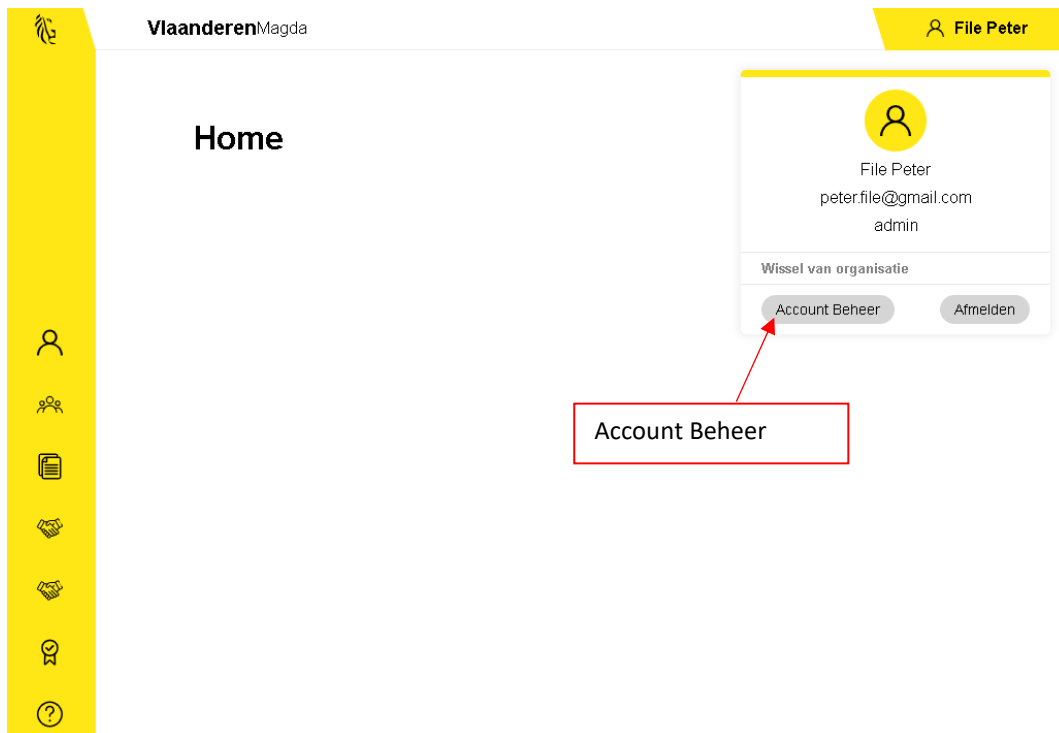 VlaanderenMagda
File Peter
Home
File Peter
peter.file@gmail.com
admin
Wissel van organisatie
Account Beheer
Afmelden
Account Beheer